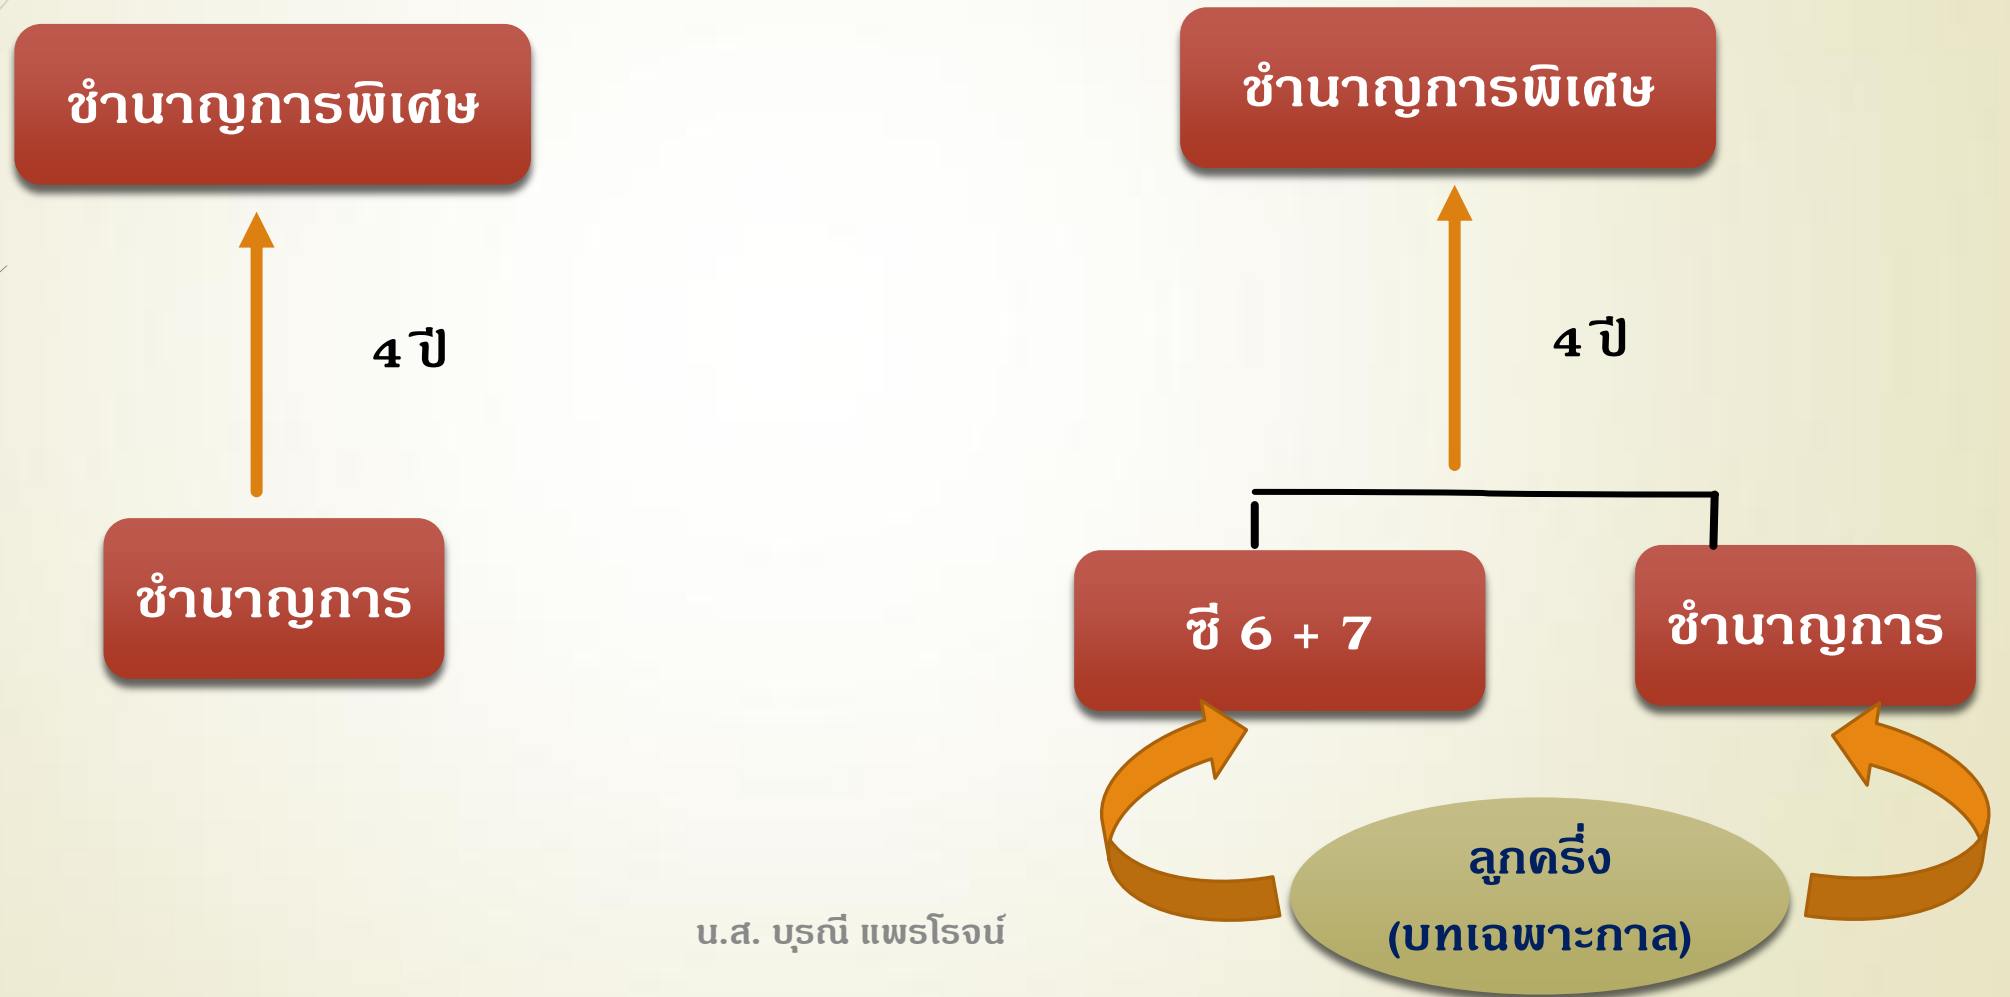 ชำนาญการพิเศษ
4 ปี
ชำนาญการ
ชำนาญการพิเศษ
4 ปี
ซี 6 + 7
ชำนาญการ
ลูกครึ่ง
(บทเฉพาะกาล)
น.ส. บุรณี แพรโรจน์